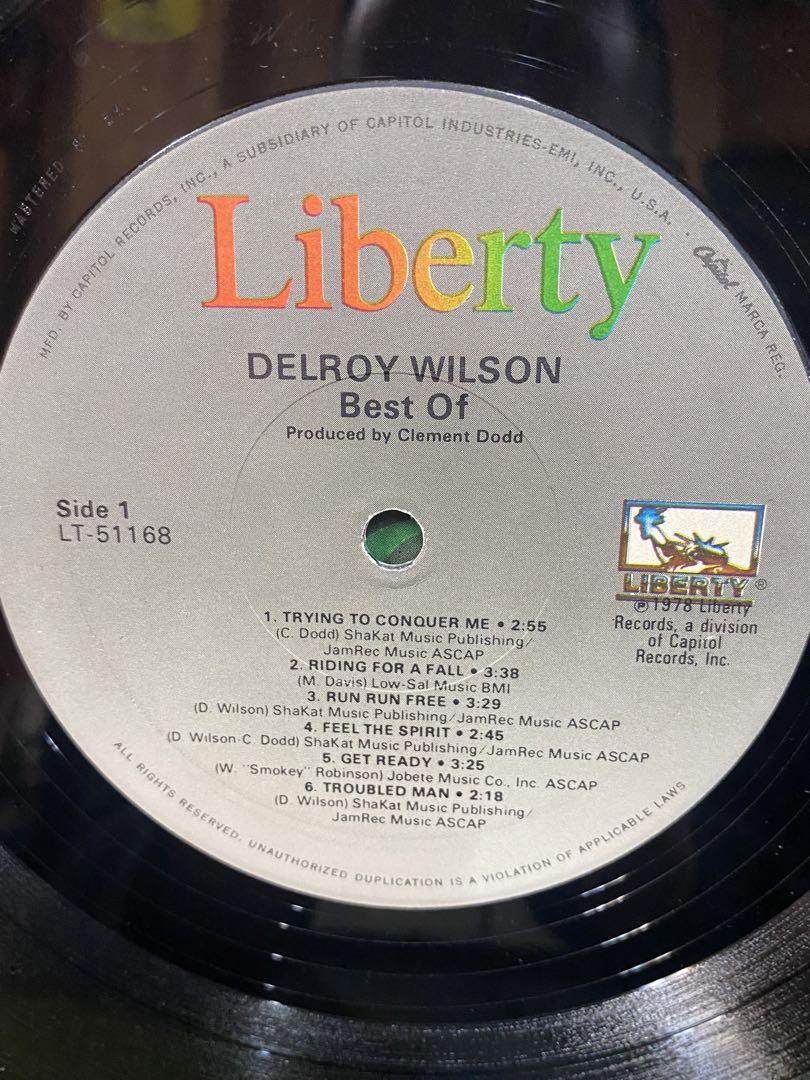 MFD. BY CAPITOL RECORDS, INC., A SUBSIDIARY OF CAPITOL INDUSTRIES-EMI, INC., U.S.A. · Capitol MARCA REG.
MASTERED
Liberty
DELROY WILSON
Best Of
Produced by Clement Dodd
Side 1
LT-51168
LIBERTY®
℗ 1978 Liberty
Records, a division
of Capitol
Records, Inc.
1. TRYING TO CONQUER ME • 2:55
(C. Dodd) ShaKat Music Publishing/
JamRec Music ASCAP
2. RIDING FOR A FALL • 3:38
(M. Davis) Low-Sal Music BMI
3. RUN RUN FREE • 3:29
(D. Wilson) ShaKat Music Publishing/JamRec Music ASCAP
4. FEEL THE SPIRIT • 2:45
(D. Wilson-C. Dodd) ShaKat Music Publishing/JamRec Music ASCAP
5. GET READY • 3:25
(W. "Smokey" Robinson) Jobete Music Co., Inc. ASCAP
6. TROUBLED MAN • 2:18
(D. Wilson) ShaKat Music Publishing/
JamRec Music ASCAP
ALL RIGHTS RESERVED. UNAUTHORIZED DUPLICATION IS A VIOLATION OF APPLICABLE LAWS